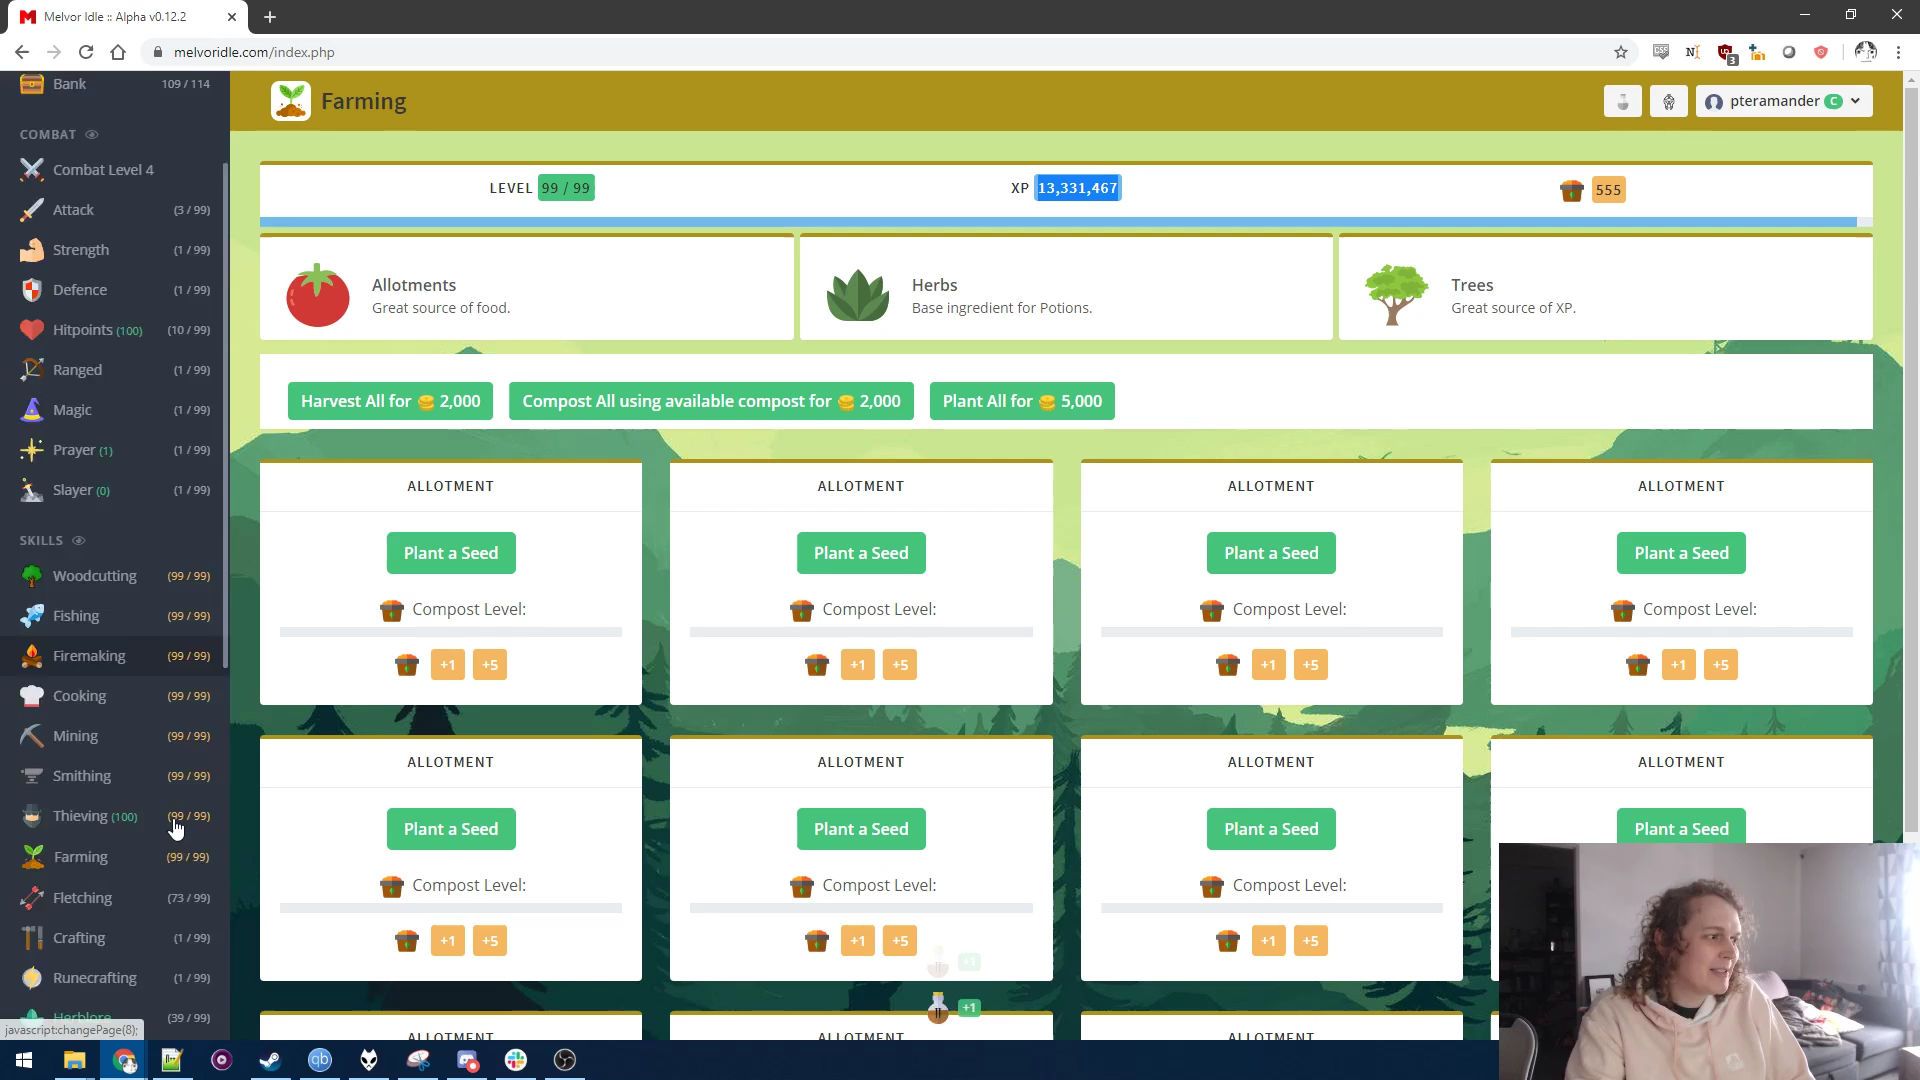 Melvor Idle :: Alpha v0.12.2
melvoridle.com/index.php
3
Bank 109 / 114
COMBAT
Combat Level 4
Attack (3 / 99)
Strength (1 / 99)
Defence (1 / 99)
Hitpoints (100) (10 / 99)
Ranged (1 / 99)
Magic (1 / 99)
Prayer (1) (1 / 99)
Slayer (0) (1 / 99)
SKILLS
Woodcutting (99 / 99)
Fishing (99 / 99)
Firemaking (99 / 99)
Cooking (99 / 99)
Mining (99 / 99)
Smithing (99 / 99)
Thieving (100) (99 / 99)
Farming (99 / 99)
Fletching (73 / 99)
Crafting (1 / 99)
Runecrafting (1 / 99)
Herblore (39 / 99)
javascript:changePage(8);
Farming
pteramander C
LEVEL 99 / 99
XP 13,331,467
555
Allotments
Great source of food.
Herbs
Base ingredient for Potions.
Trees
Great source of XP.
Harvest All for 2,000
Compost All using available compost for 2,000
Plant All for 5,000
ALLOTMENT ALLOTMENT ALLOTMENT ALLOTMENT
Plant a Seed Plant a Seed Plant a Seed Plant a Seed
Compost Level: Compost Level: Compost Level: Compost Level:
+1 +5 +1 +5 +1 +5 +1 +5
ALLOTMENT ALLOTMENT ALLOTMENT ALLOTMENT
Plant a Seed Plant a Seed Plant a Seed Plant a Seed
Compost Level: Compost Level: Compost Level:
+1 +5 +1 +5 +1 +5
+1
+1
ALLOTMENT ALLOTMENT ALLOTMENT
qb